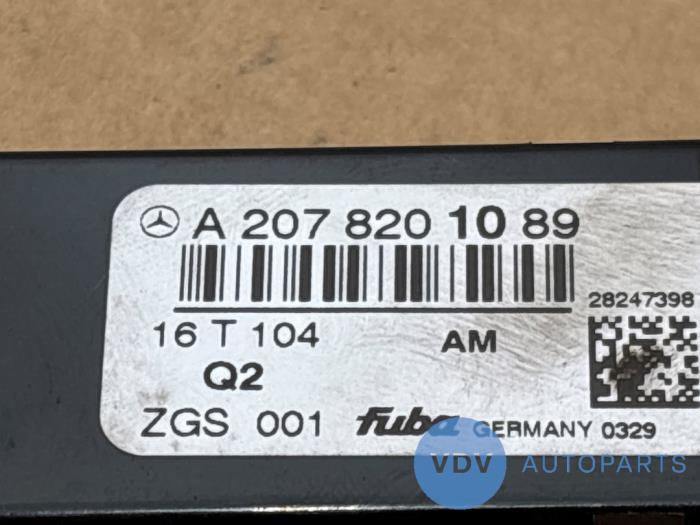 A 207 820 10 89
28247398
16 T 104 AM
Q2
ZGS 001 fuba GERMANY 0329
VDV AUTOPARTS